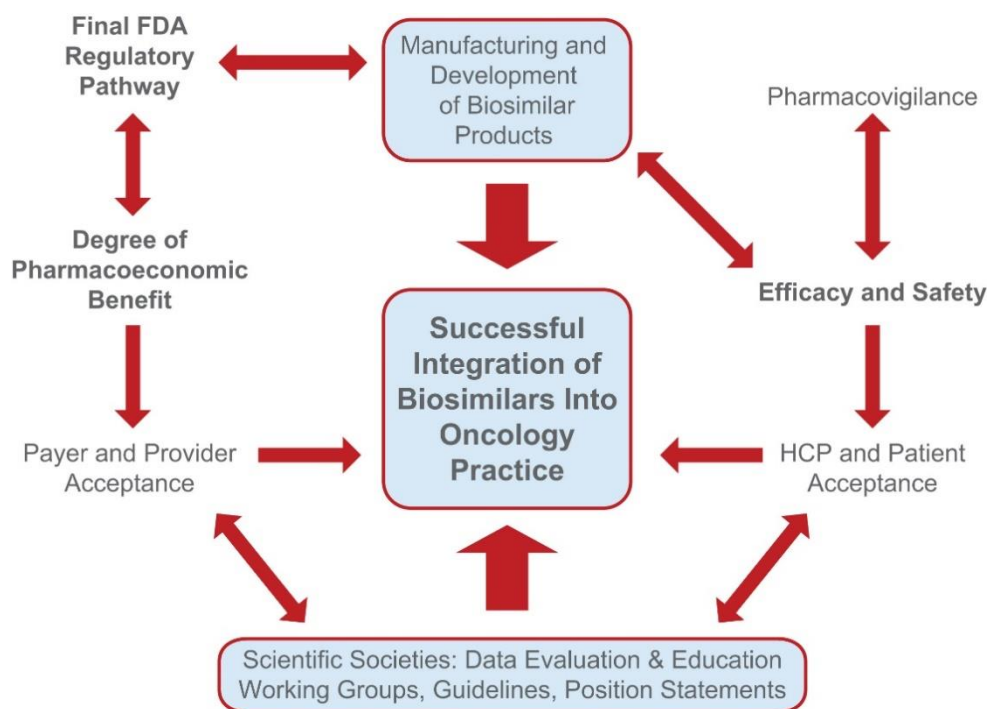 Final FDA
Regulatory
Pathway
Manufacturing and
Development
of Biosimilar
Products
Pharmacovigilance
Degree of
Pharmacoeconomic
Benefit
Efficacy and Safety
Successful
Integration of
Biosimilars Into
Oncology
Practice
Payer and Provider
Acceptance
HCP and Patient
Acceptance
Scientific Societies: Data Evaluation & Education
Working Groups, Guidelines, Position Statements